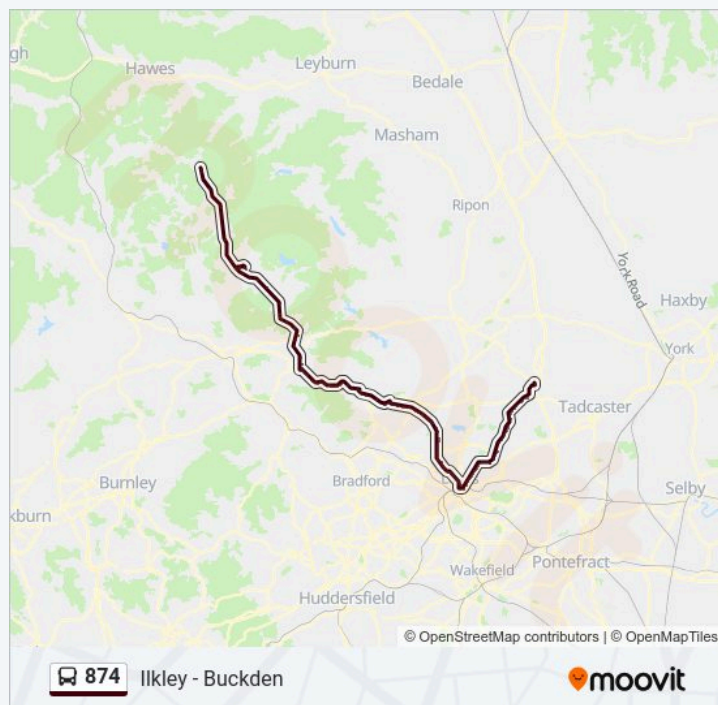 gh
Hawes
Leyburn
Bedale
Masham
Ripon
York Road
Haxby
York
Tadcaster
Burnley
Bradford
Selby
ckburn
Pontefract
Wakefield
Huddersfield
© OpenStreetMap contributors | © OpenMapTiles
874 Ilkley - Buckden
moovit